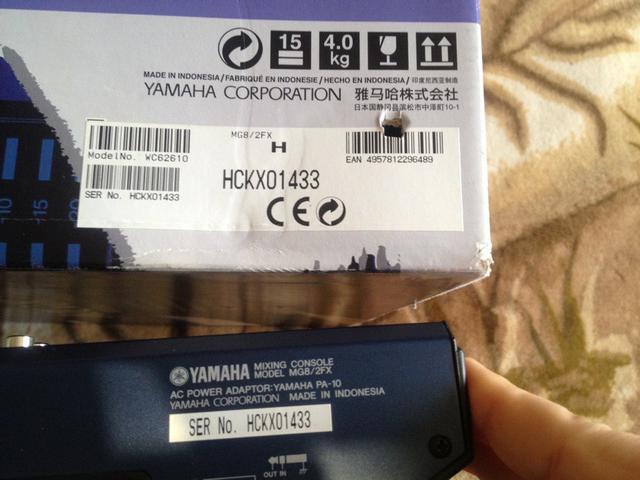 15
4.0
kg
MADE IN INDONESIA/FABRIQUÉ EN INDONESIE/HECHO EN INDONESIA/印度尼西亚制造
YAMAHA CORPORATION 雅马哈株式会社
日本国静冈县滨松市中泽町10-1
MG8/2FX
H
ModelNo. WC62610
EAN 4957812296489
SER No. HCKX01433
HCKX01433
CE
-10
-15
-20
YAMAHA MIXING CONSOLE
MODEL MG8/2FX
AC POWER ADAPTOR:YAMAHA PA-10
YAMAHA CORPORATION MADE IN INDONESIA
SER No. HCKX01433
OUT IN